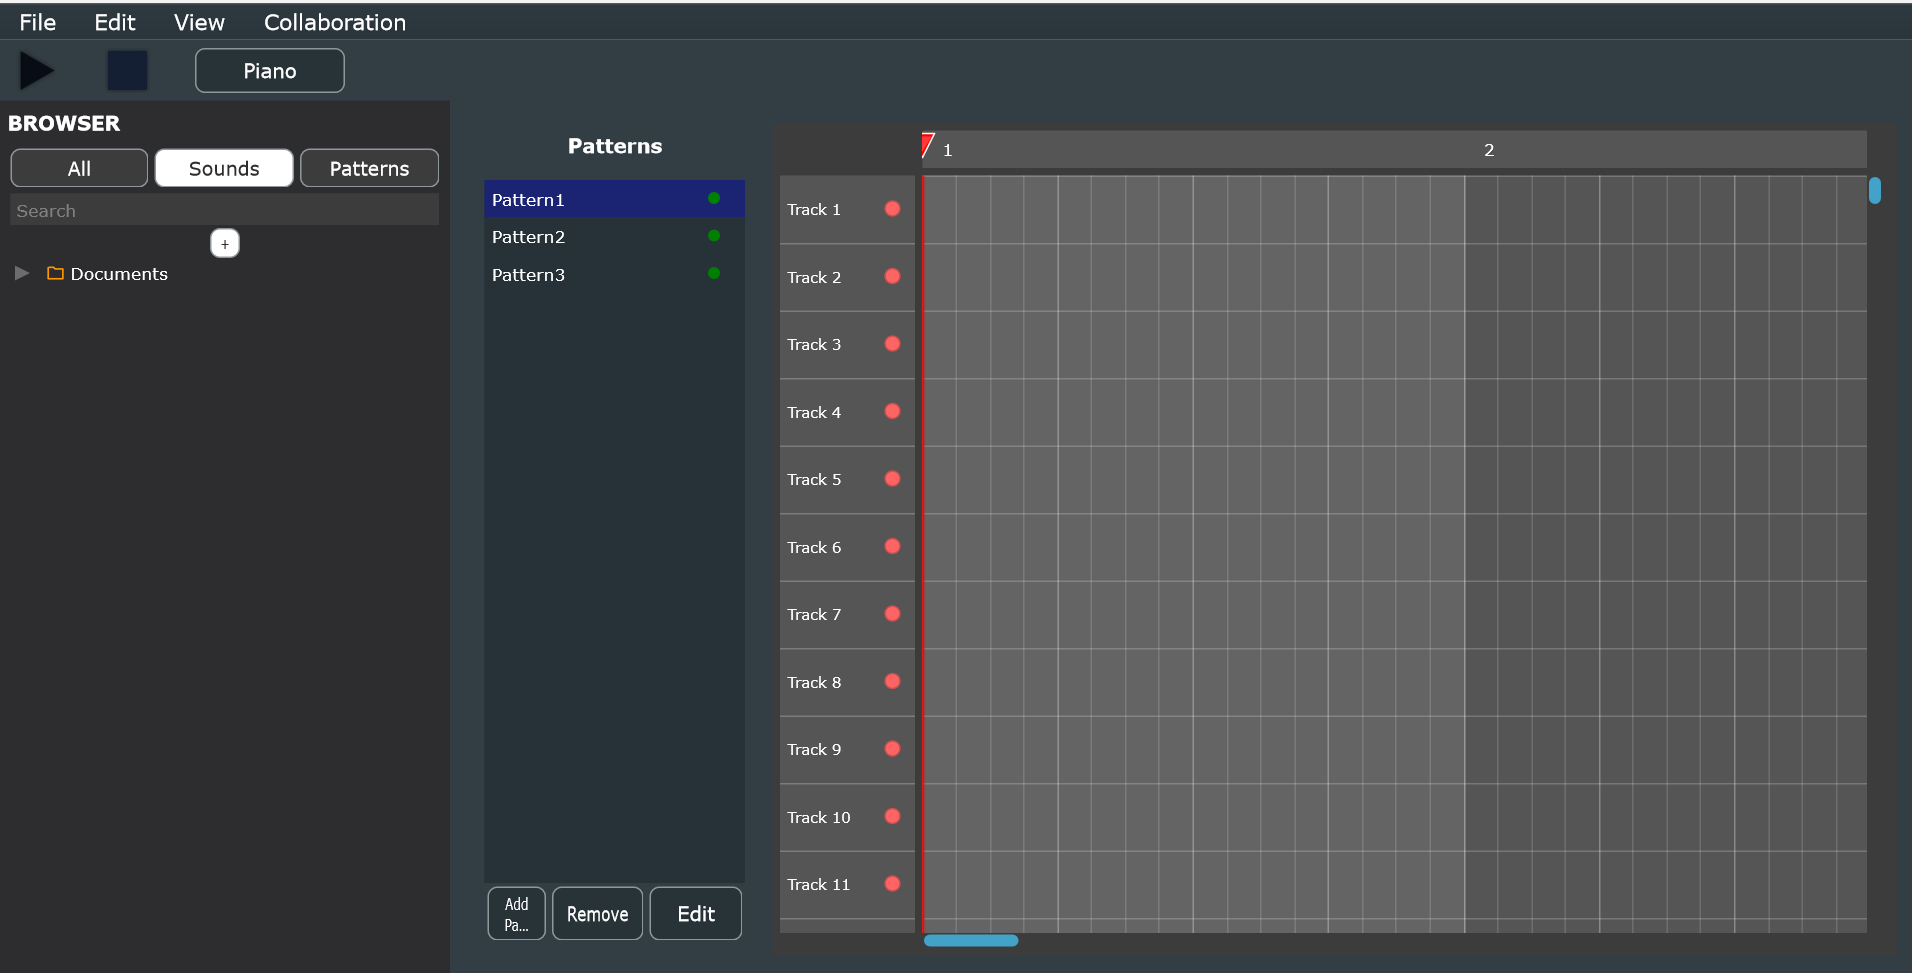 File Edit View Collaboration
Piano
BROWSER
All Sounds Patterns
Search
+
Documents
Patterns
Pattern1
Pattern2
Pattern3
Add Pa...
Remove
Edit
1 2
Track 1
Track 2
Track 3
Track 4
Track 5
Track 6
Track 7
Track 8
Track 9
Track 10
Track 11